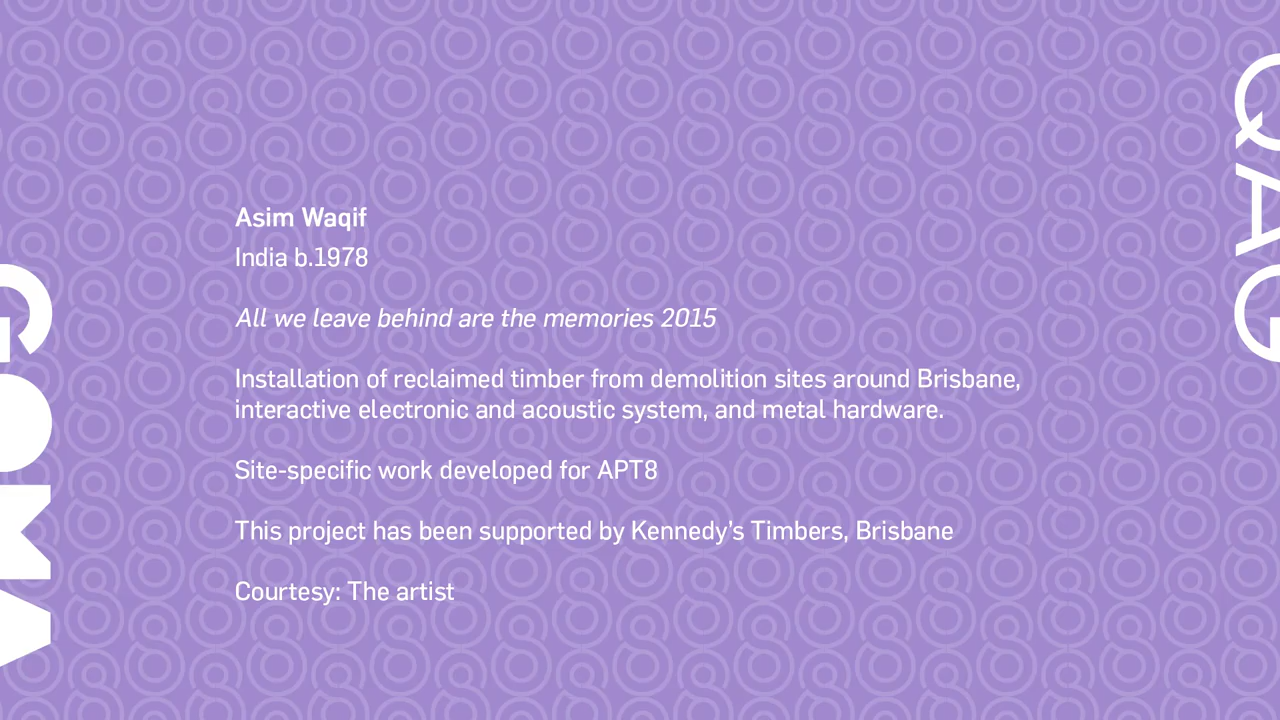 Asim Waqif
India b.1978
All we leave behind are the memories 2015
Installation of reclaimed timber from demolition sites around Brisbane,
interactive electronic and acoustic system, and metal hardware.
Site-specific work developed for APT8
This project has been supported by Kennedy’s Timbers, Brisbane
Courtesy: The artist
GOMA
QAG